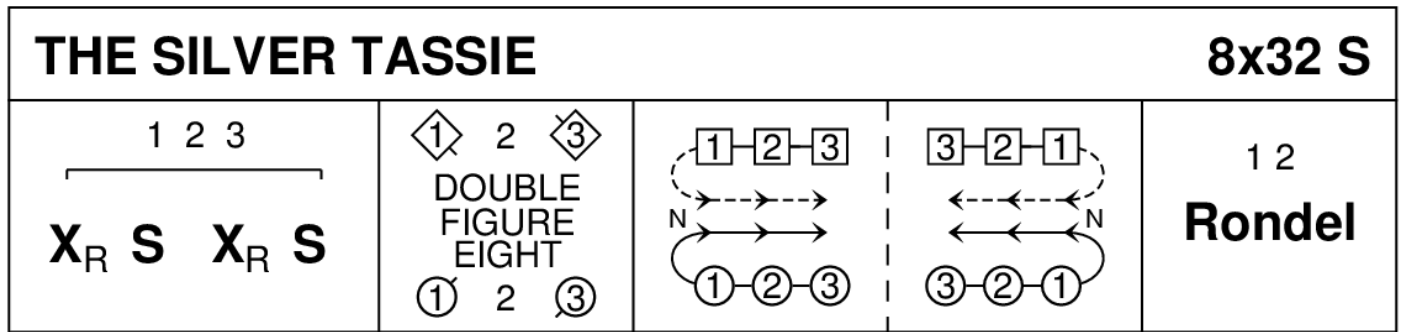 THE SILVER TASSIE 8x32 S
1 2 3
XR S XR S
1 2 3
DOUBLE
FIGURE
EIGHT
1 2 3
1 2 3
N
1 2 3
3 2 1
N
3 2 1
1 2
Rondel